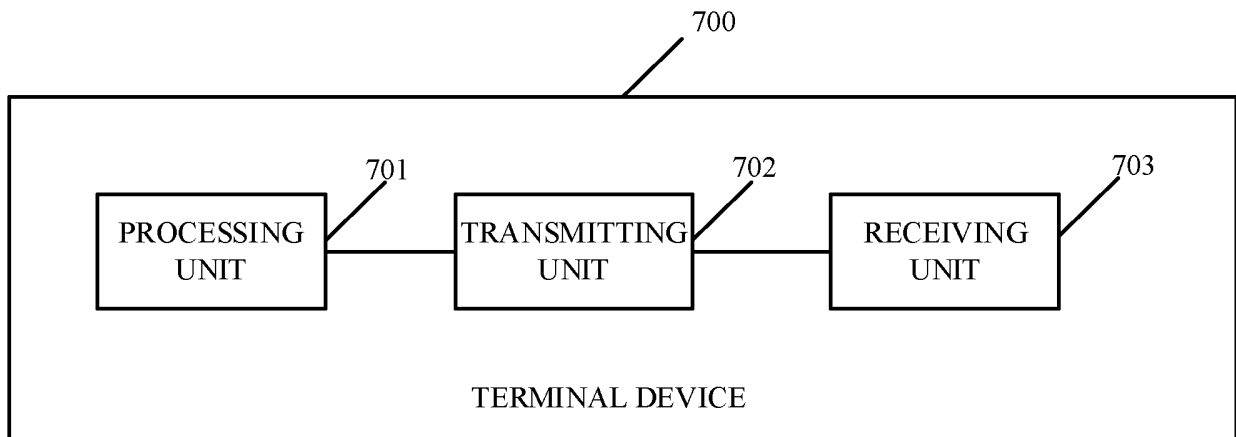 700
701
702
703
PROCESSING
UNIT
TRANSMITTING
UNIT
RECEIVING
UNIT
TERMINAL DEVICE